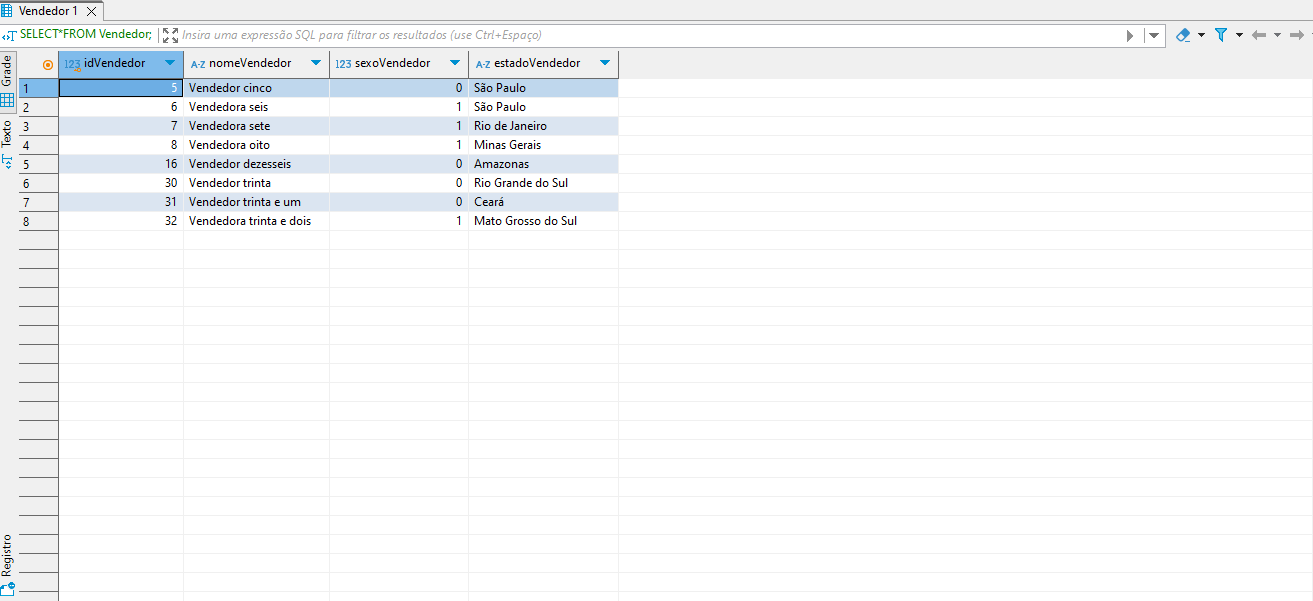 Vendedor 1
SELECT*FROM Vendedor; Insira uma expressão SQL para filtrar os resultados (use Ctrl+Espaço)
Grade
Texto
Registro
123 idVendedor A-Z nomeVendedor 123 sexoVendedor A-Z estadoVendedor
1 5 Vendedor cinco 0 São Paulo
2 6 Vendedora seis 1 São Paulo
3 7 Vendedora sete 1 Rio de Janeiro
4 8 Vendedora oito 1 Minas Gerais
5 16 Vendedor dezesseis 0 Amazonas
6 30 Vendedor trinta 0 Rio Grande do Sul
7 31 Vendedor trinta e um 0 Ceará
8 32 Vendedora trinta e dois 1 Mato Grosso do Sul